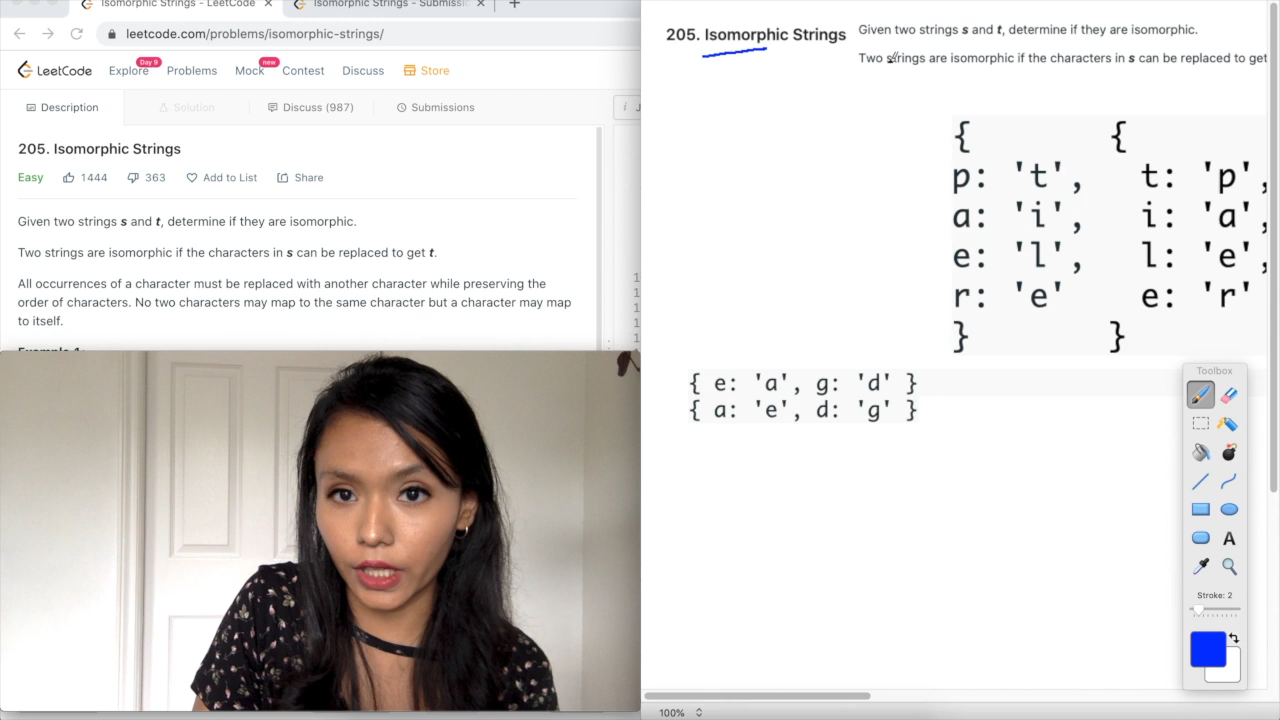 Isomorphic Strings - LeetCode
Isomorphic Strings - Submissi
leetcode.com/problems/isomorphic-strings/
LeetCode
Explore
Day 9
Problems
Mock
new
Contest
Discuss
Store
Description
Solution
Discuss (987)
Submissions
205. Isomorphic Strings
Easy
1444
363
Add to List
Share
Given two strings s and t, determine if they are isomorphic.
Two strings are isomorphic if the characters in s can be replaced to get t.
All occurrences of a character must be replaced with another character while preserving the
order of characters. No two characters may map to the same character but a character may map
to itself.
Example 1:
205. Isomorphic Strings
Given two strings s and t, determine if they are isomorphic.
Two strings are isomorphic if the characters in s can be replaced to get
{ {
p: 't', t: 'p',
a: 'i', i: 'a',
e: 'l', l: 'e',
r: 'e' e: 'r'
} }
{ e: 'a', g: 'd' }
{ a: 'e', d: 'g' }
Toolbox
A
Stroke: 2
100%